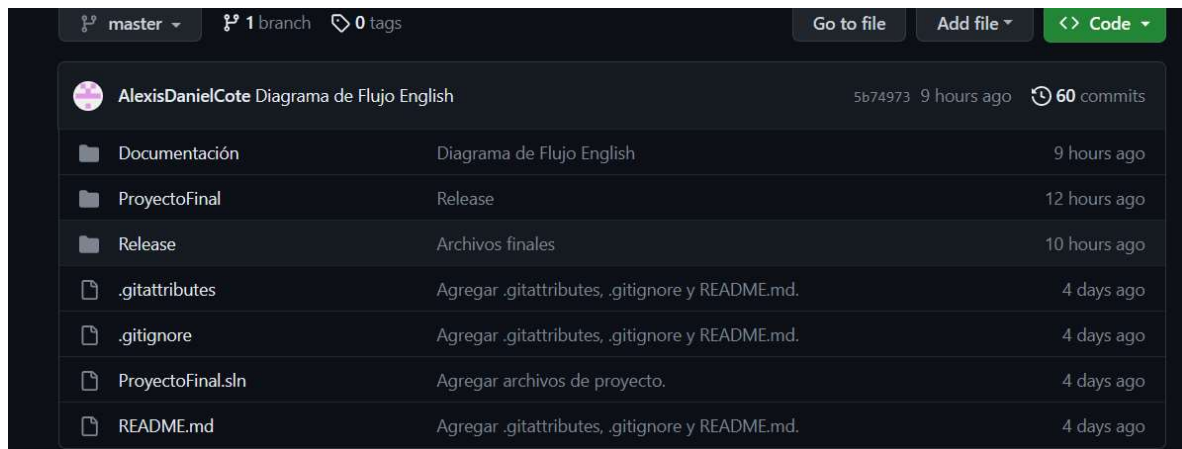 master 1 branch 0 tags Go to file Add file <> Code
AlexisDanielCote Diagrama de Flujo English 5b74973 9 hours ago 60 commits
Documentación Diagrama de Flujo English 9 hours ago
ProyectoFinal Release 12 hours ago
Release Archivos finales 10 hours ago
.gitattributes Agregar .gitattributes, .gitignore y README.md. 4 days ago
.gitignore Agregar .gitattributes, .gitignore y README.md. 4 days ago
ProyectoFinal.sln Agregar archivos de proyecto. 4 days ago
README.md Agregar .gitattributes, .gitignore y README.md. 4 days ago